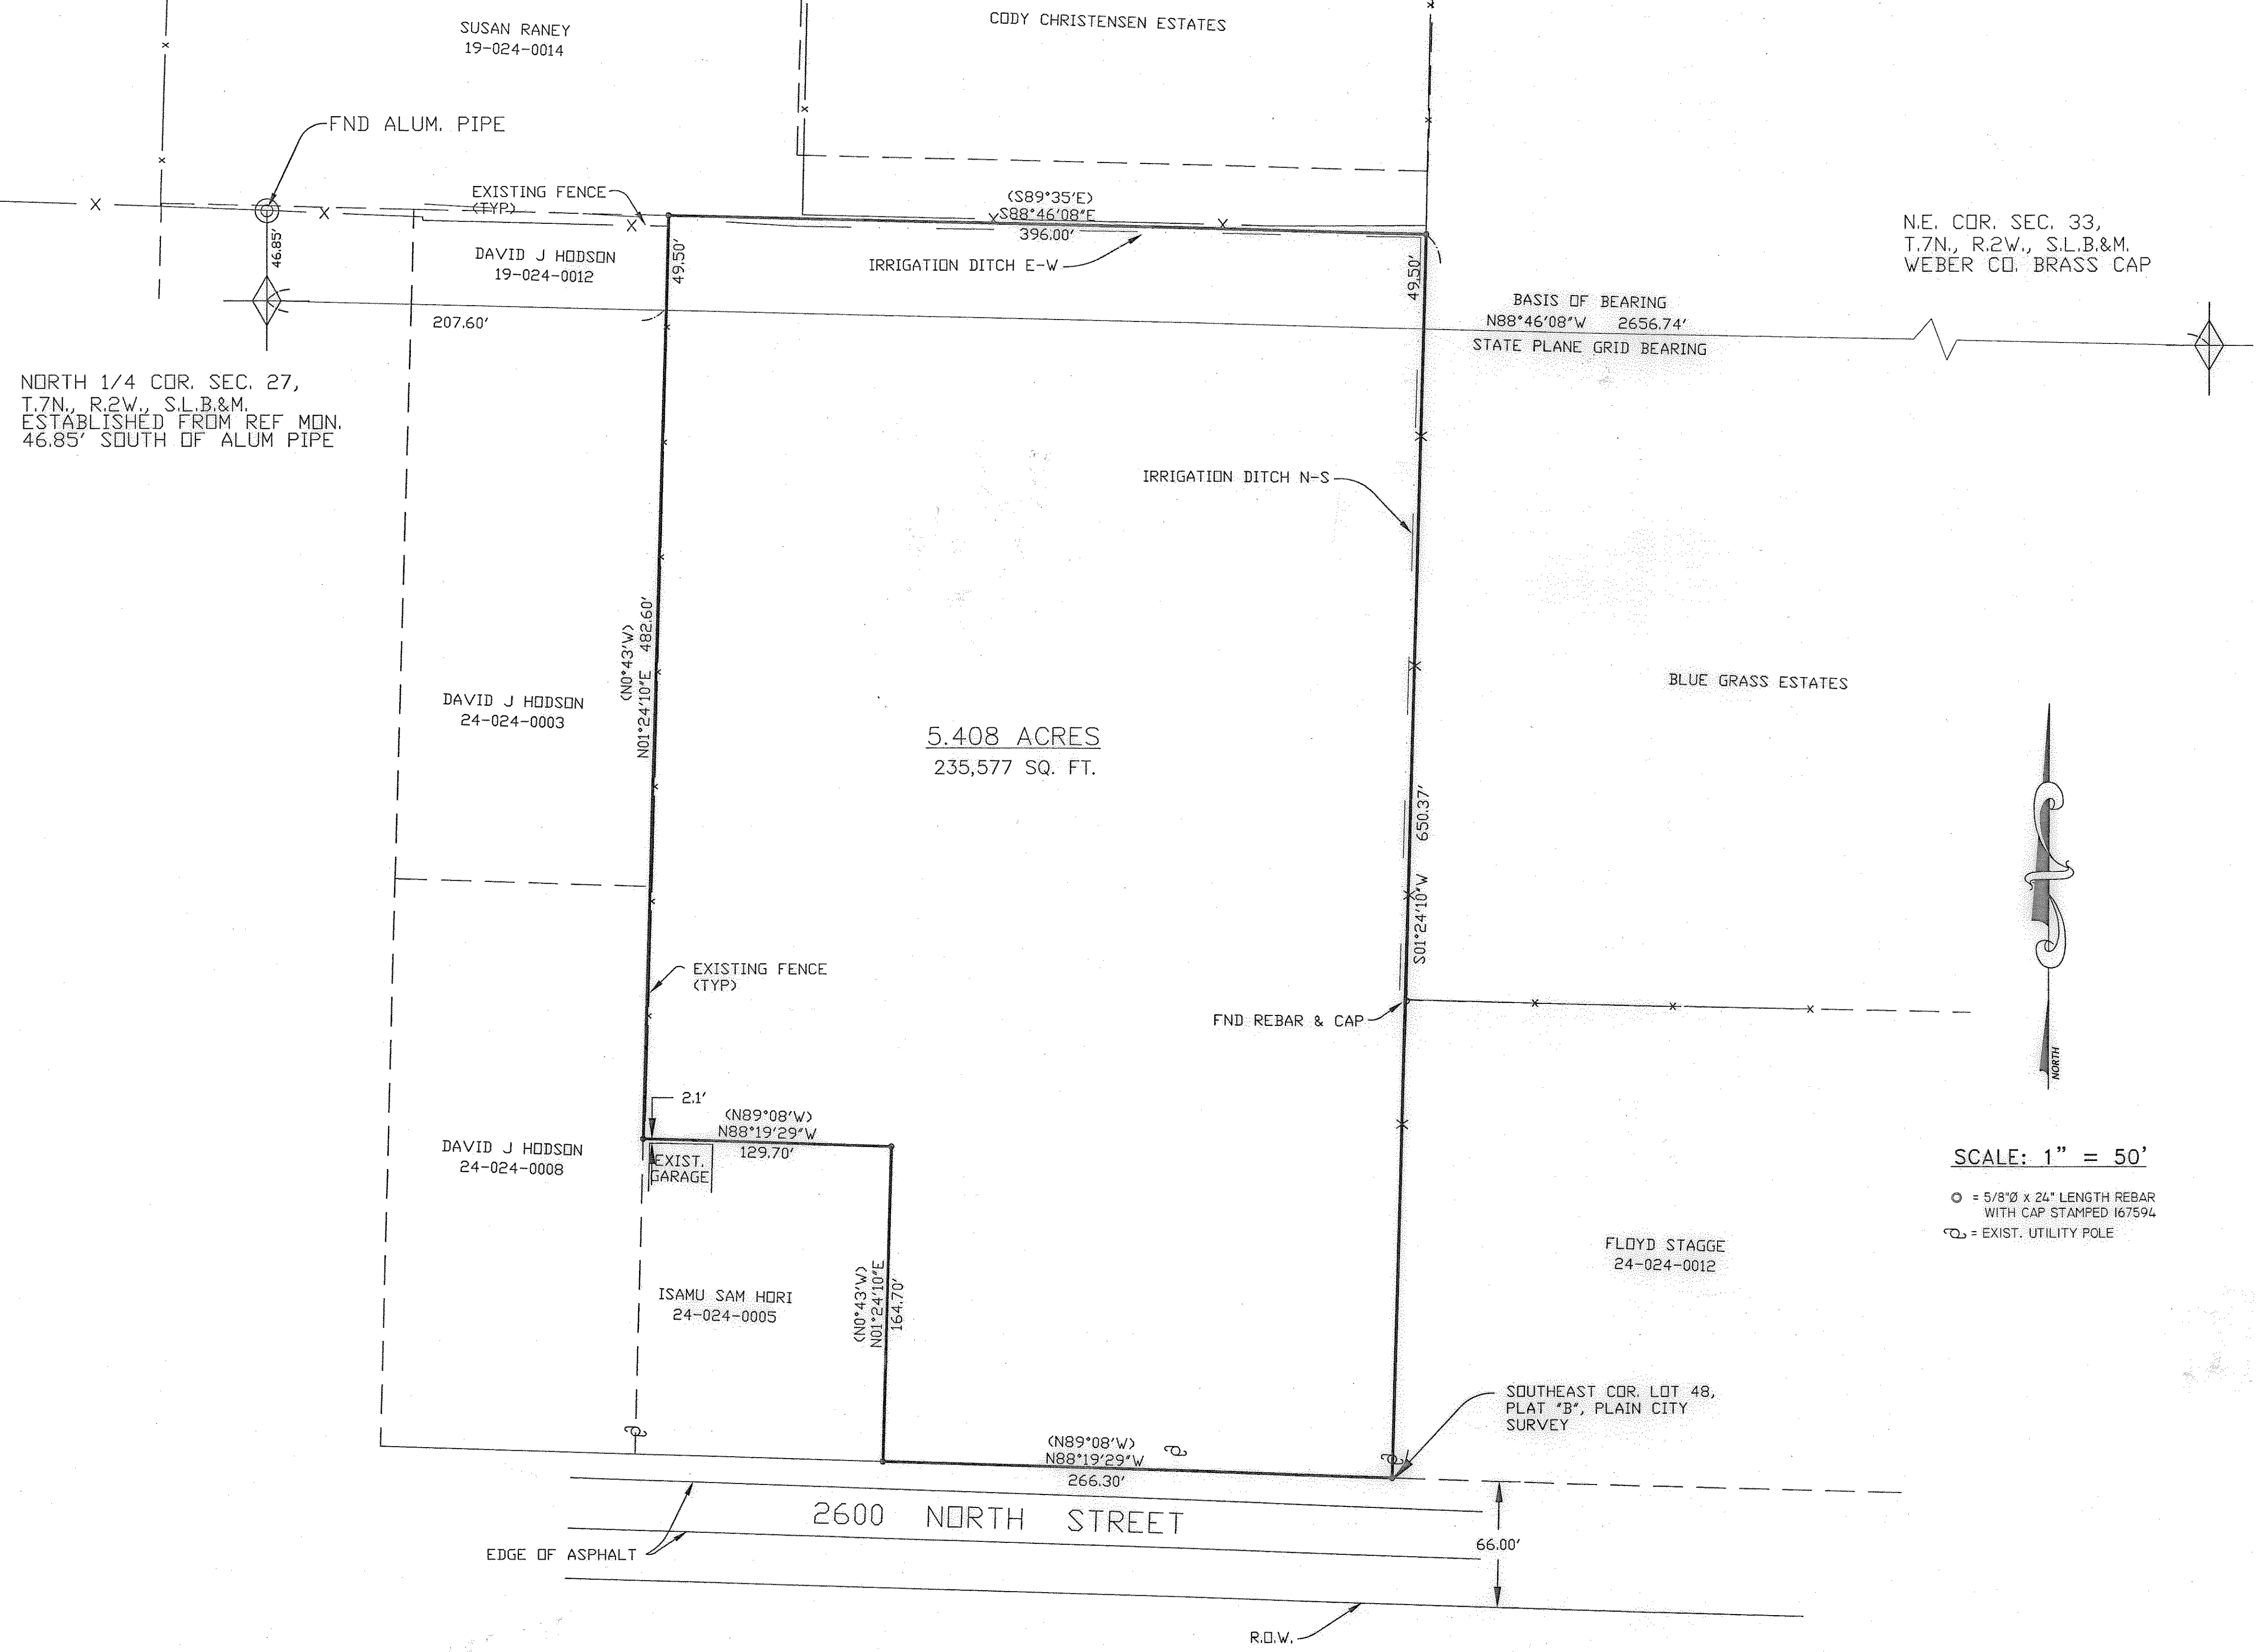 SUSAN RANEY
19-024-0014
CODY CHRISTENSEN ESTATES
FND ALUM. PIPE
EXISTING FENCE
(TYP)
(S89°35'E)
S88°46'08"E
396.00'
46.85'
DAVID J HODSON
19-024-0012
49.50'
IRRIGATION DITCH E-W
49.50'
N.E. COR. SEC. 33,
T.7N., R.2W., S.L.B.&M.
WEBER CO. BRASS CAP
207.60'
BASIS OF BEARING
N88°46'08"W 2656.74'
STATE PLANE GRID BEARING
NORTH 1/4 COR. SEC. 27,
T.7N., R.2W., S.L.B.&M.
ESTABLISHED FROM REF MON.
46.85' SOUTH OF ALUM PIPE
IRRIGATION DITCH N-S
(N0°43'W)
N01°24'10"E 482.60'
DAVID J HODSON
24-024-0003
5.408 ACRES
235,577 SQ. FT.
BLUE GRASS ESTATES
S01°24'10"W 650.37'
EXISTING FENCE
(TYP)
FND REBAR & CAP
NORTH
2.1'
(N89°08'W)
N88°19'29"W
129.70'
EXIST.
GARAGE
DAVID J HODSON
24-024-0008
SCALE: 1" = 50'
= 5/8"Ø x 24" LENGTH REBAR
WITH CAP STAMPED 167594
= EXIST. UTILITY POLE
FLOYD STAGGE
24-024-0012
ISAMU SAM HORI
24-024-0005
(N0°43'W)
N01°24'10"E
164.70'
SOUTHEAST COR. LOT 48,
PLAT "B", PLAIN CITY
SURVEY
(N89°08'W)
N88°19'29"W
266.30'
2600 NORTH STREET
EDGE OF ASPHALT
66.00'
R.O.W.